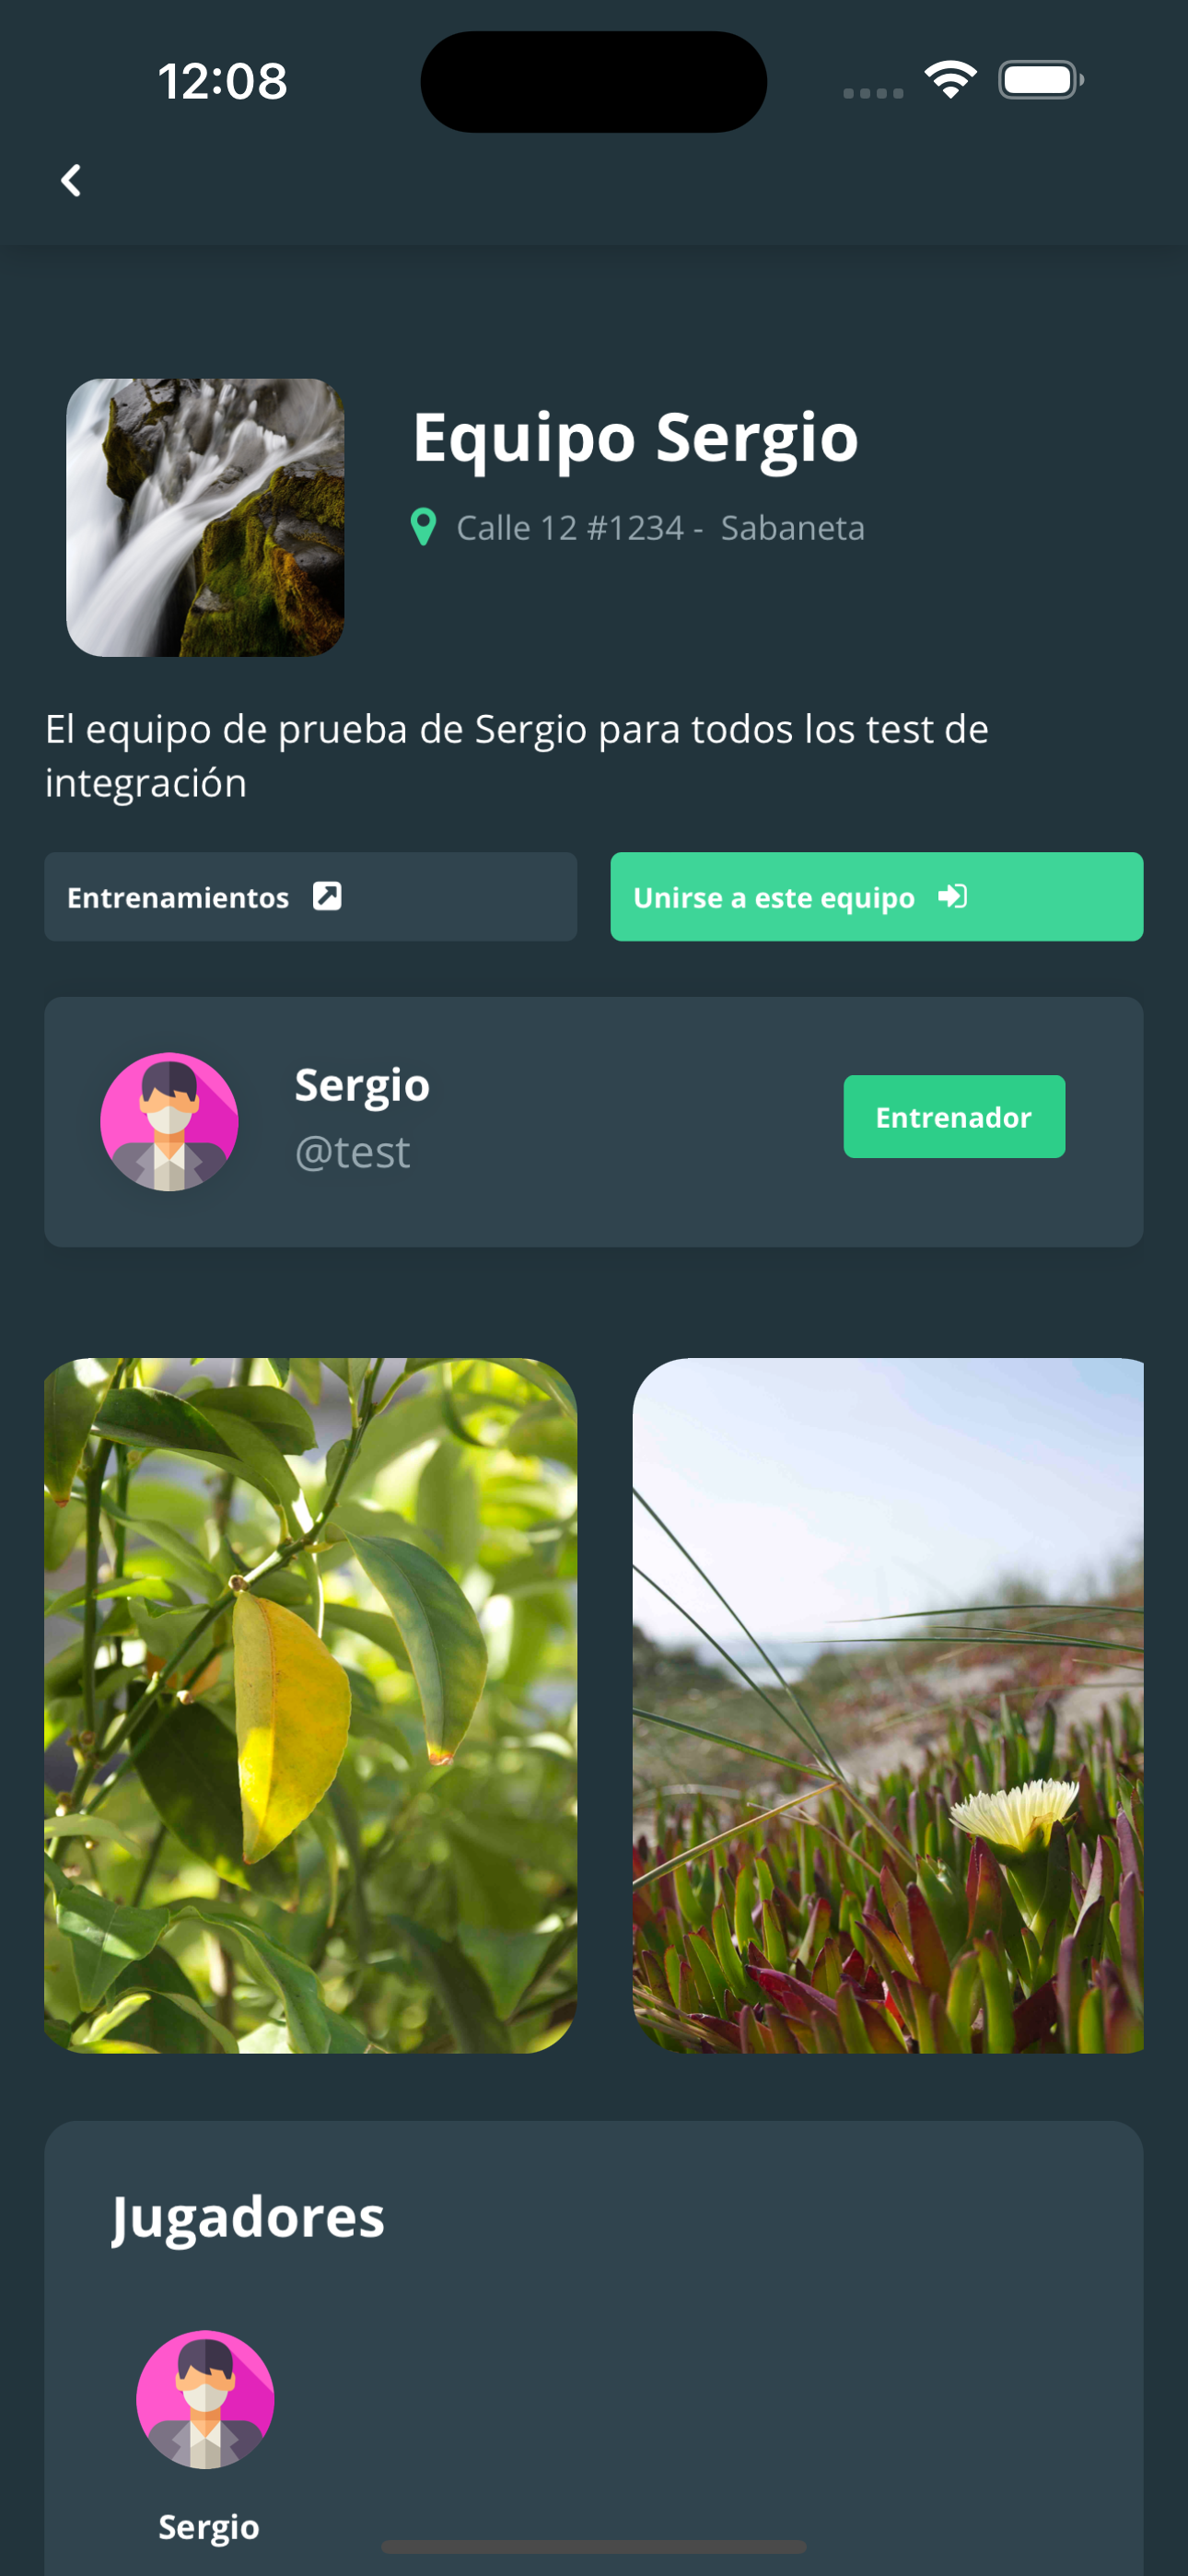 12:08
Equipo Sergio
Calle 12 #1234 - Sabaneta
El equipo de prueba de Sergio para todos los test de
integración
Entrenamientos
Unirse a este equipo
Sergio
@test
Entrenador
Jugadores
Sergio